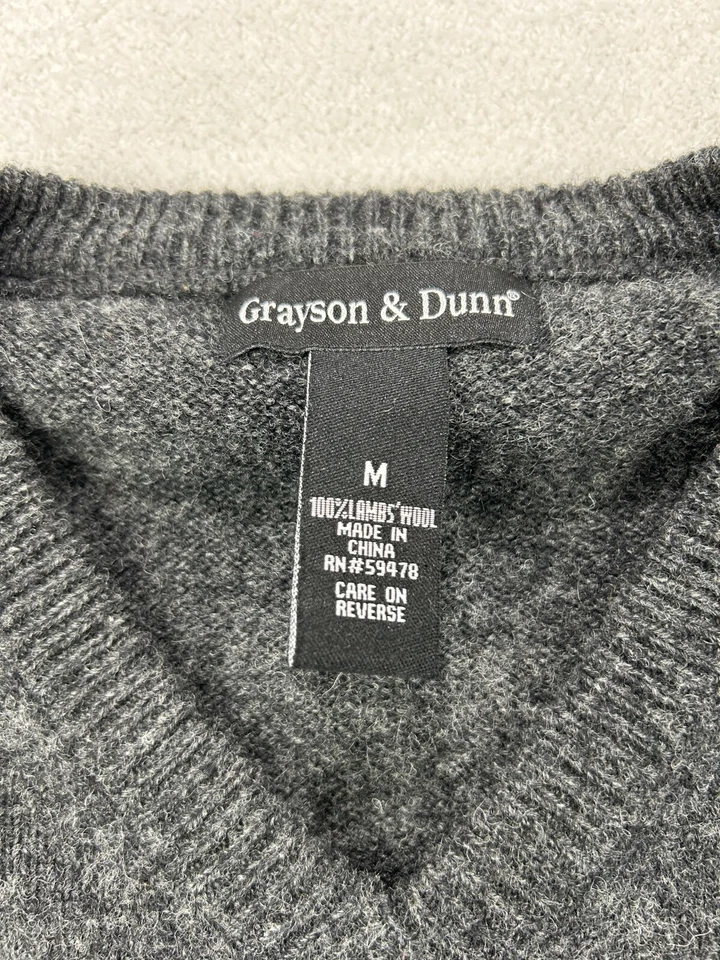 Grayson & Dunn®
M
100%LAMBS'WOOL
MADE IN
CHINA
RN#59478
CARE ON
REVERSE